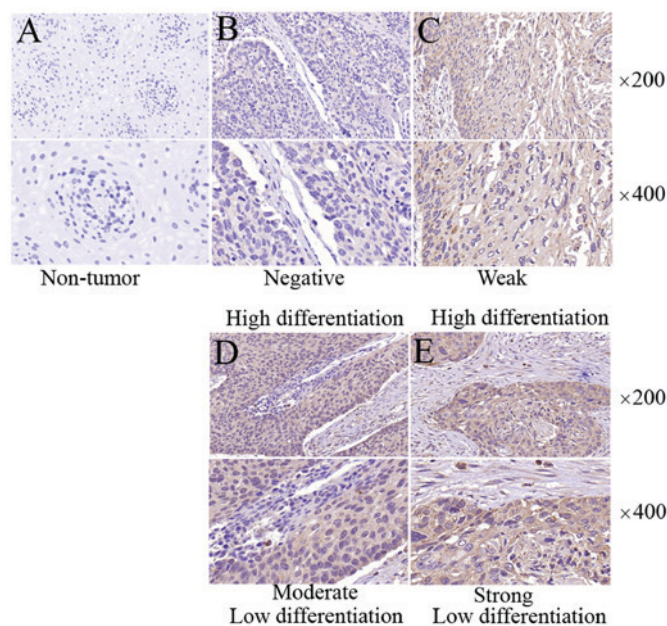 A
B
C
×200
×400
Non-tumor
Negative
Weak
High differentiation
High differentiation
D
E
×200
×400
Moderate
Strong
Low differentiation
Low differentiation